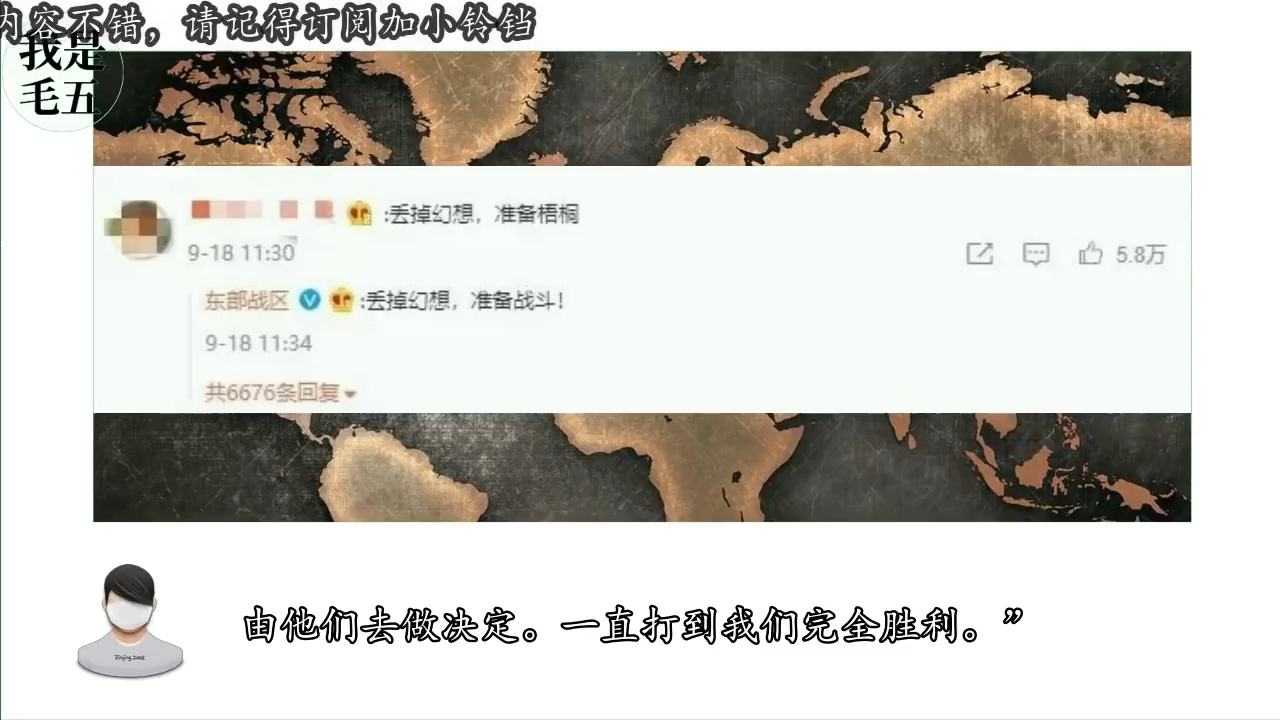 内容不错，请记得订阅加小铃铛
我是
毛五
:丢掉幻想，准备梧桐
9-18 11:30
5.8万
东部战区 V :丢掉幻想，准备战斗！
9-18 11:34
共6676条回复
由他们去做决定。一直打到我们完全胜利。”